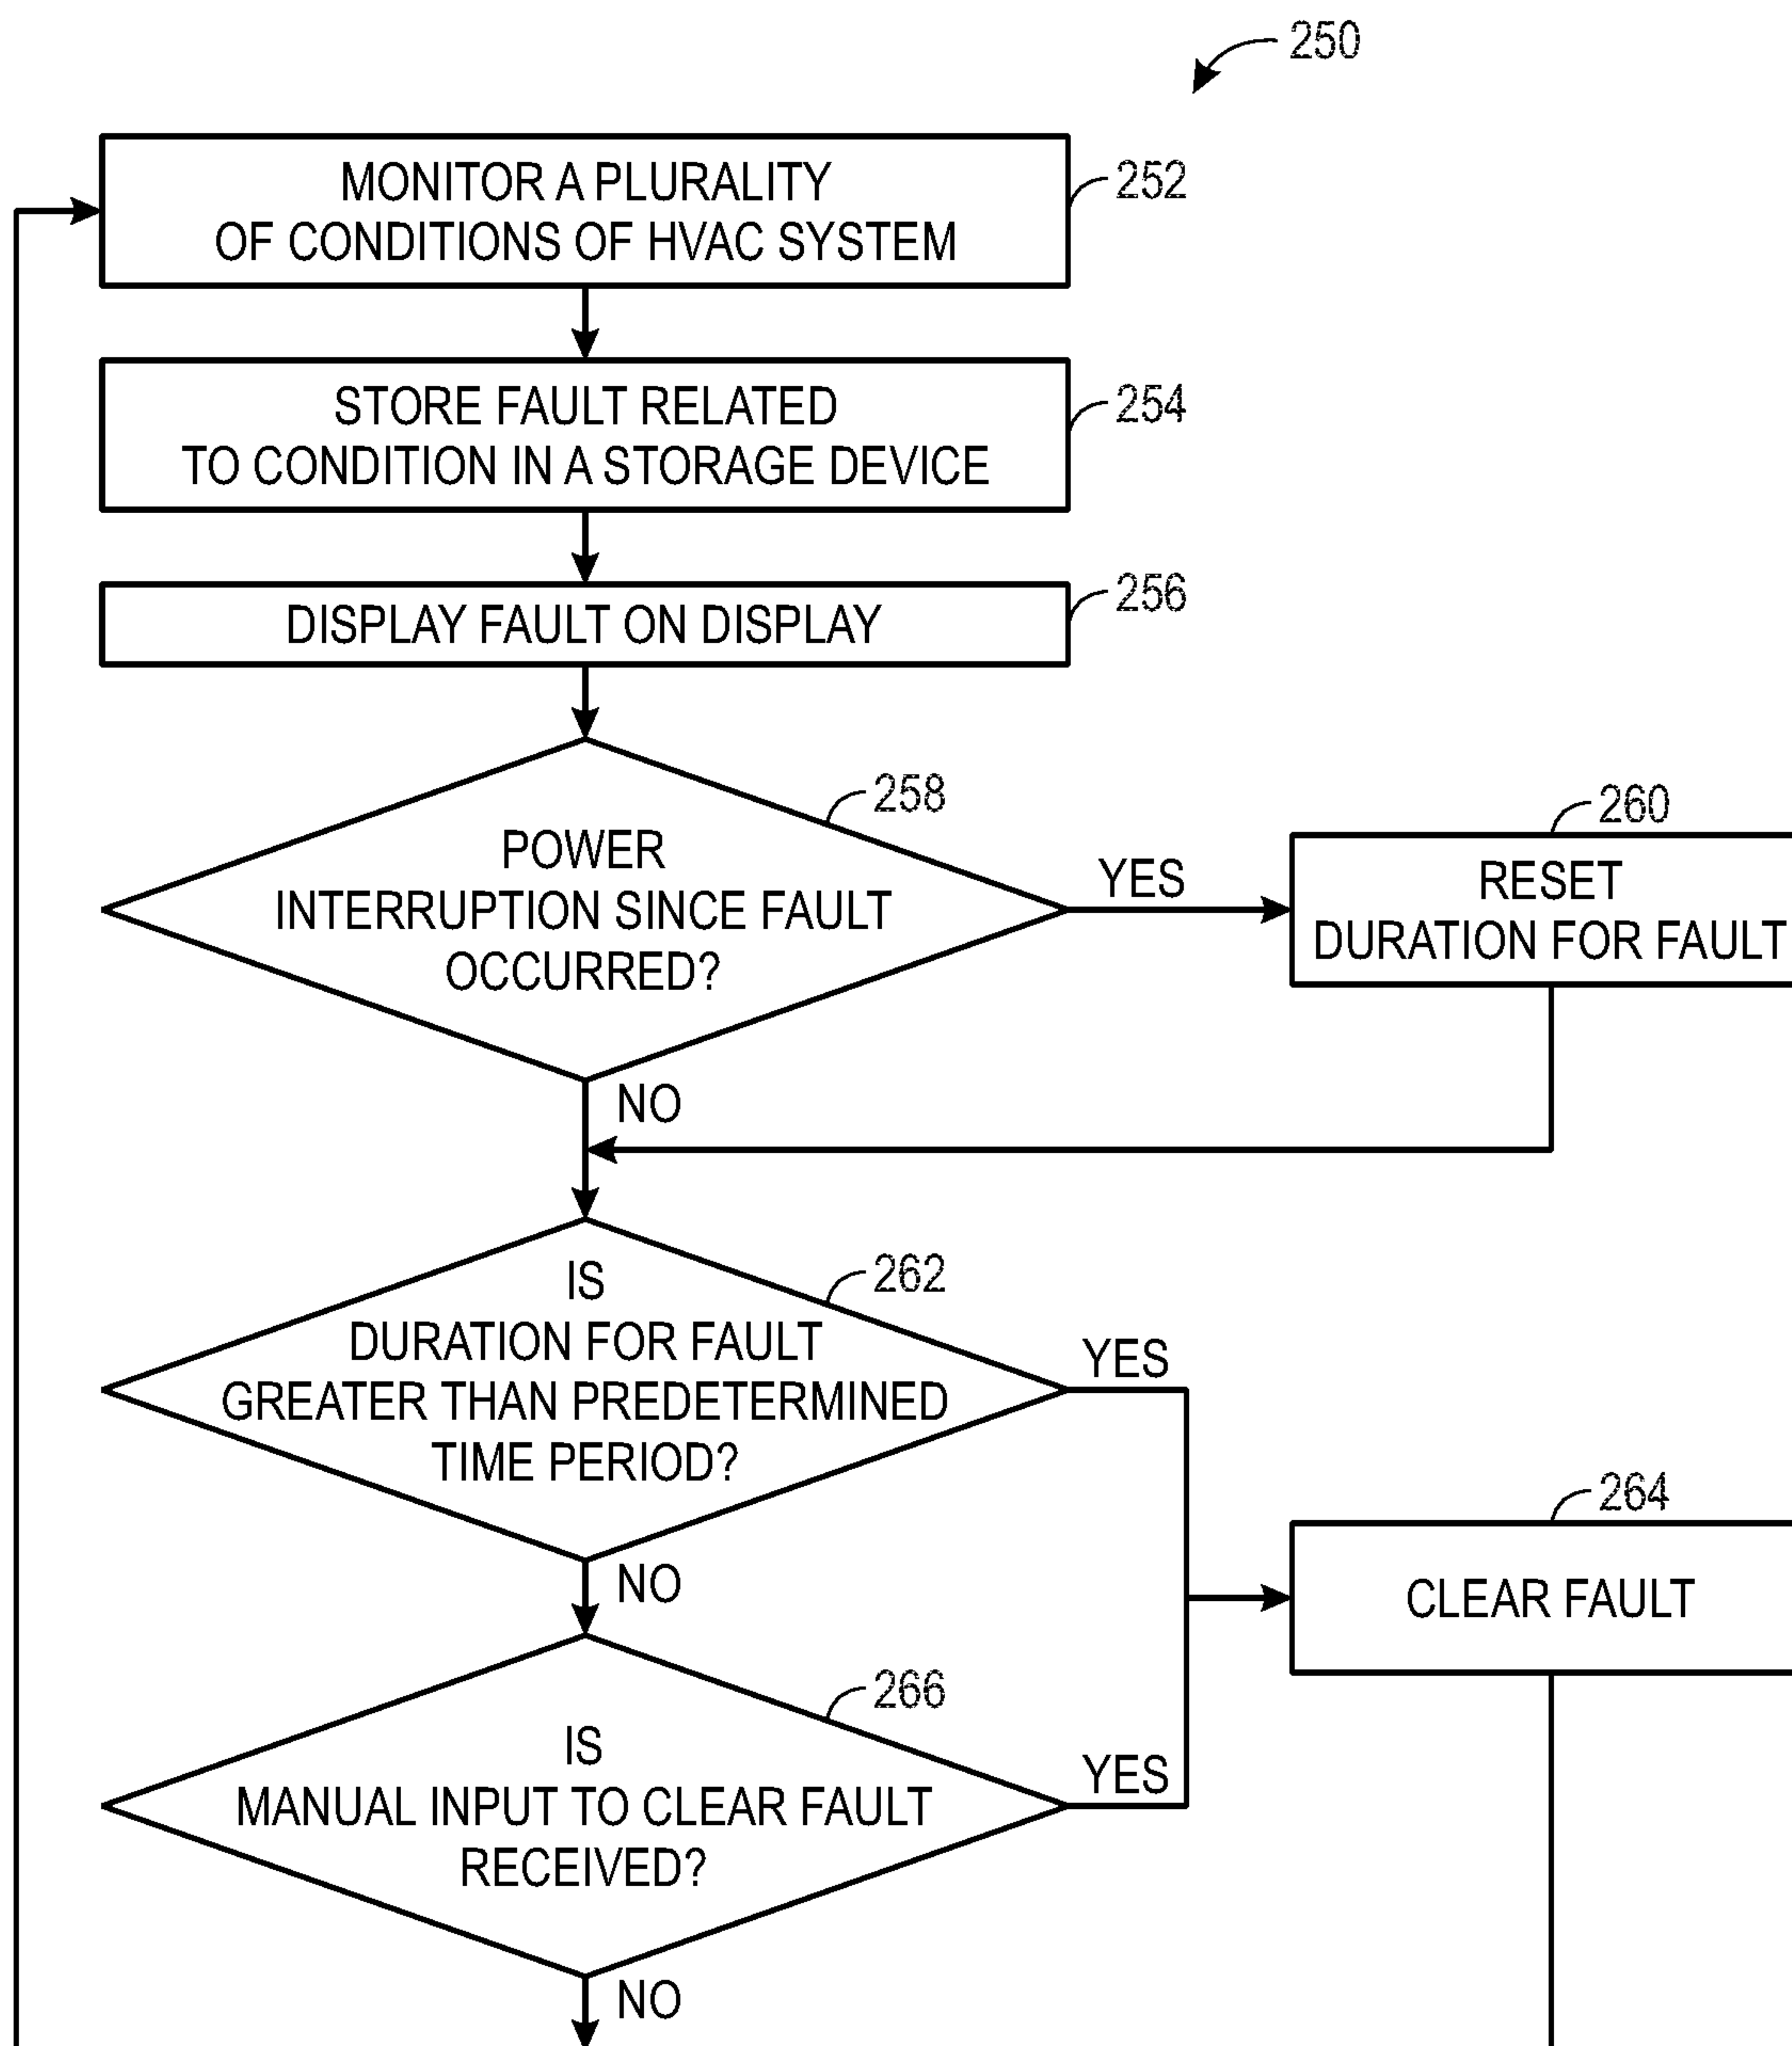 250
MONITOR A PLURALITY
OF CONDITIONS OF HVAC SYSTEM
252
STORE FAULT RELATED
TO CONDITION IN A STORAGE DEVICE
254
DISPLAY FAULT ON DISPLAY
256
POWER
INTERRUPTION SINCE FAULT
OCCURRED?
258
YES
260
RESET
DURATION FOR FAULT
NO
IS
DURATION FOR FAULT
GREATER THAN PREDETERMINED
TIME PERIOD?
262
YES
264
CLEAR FAULT
NO
IS
MANUAL INPUT TO CLEAR FAULT
RECEIVED?
266
YES
NO